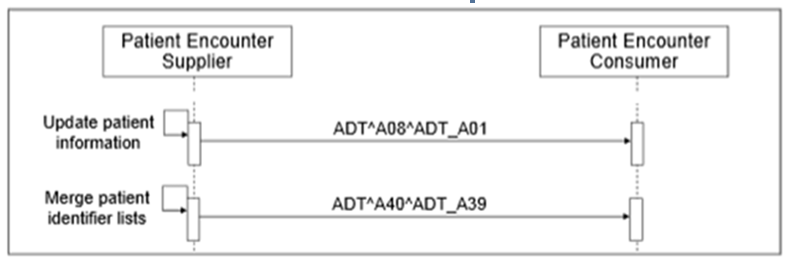 Patient Encounter
Supplier
Patient Encounter
Consumer
Update patient
information
ADT^A08^ADT_A01
Merge patient
identifier lists
ADT^A40^ADT_A39